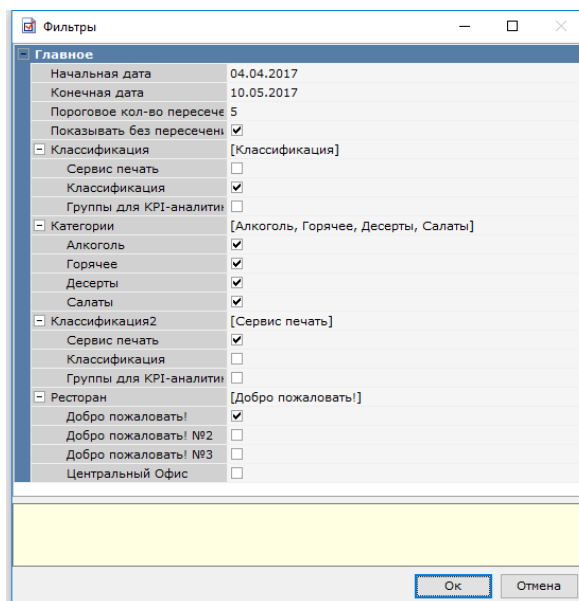 Фильтры
Главное
Начальная дата 04.04.2017
Конечная дата 10.05.2017
Пороговое кол-во пересече 5
Показывать без пересечени
Классификация [Классификация]
Сервис печать
Классификация
Группы для KPI-аналитик
Категории [Алкоголь, Горячее, Десерты, Салаты]
Алкоголь
Горячее
Десерты
Салаты
Классификация2 [Сервис печать]
Сервис печать
Классификация
Группы для KPI-аналитик
Ресторан [Добро пожаловать!]
Добро пожаловать!
Добро пожаловать! №2
Добро пожаловать! №3
Центральный Офис
Ок Отмена